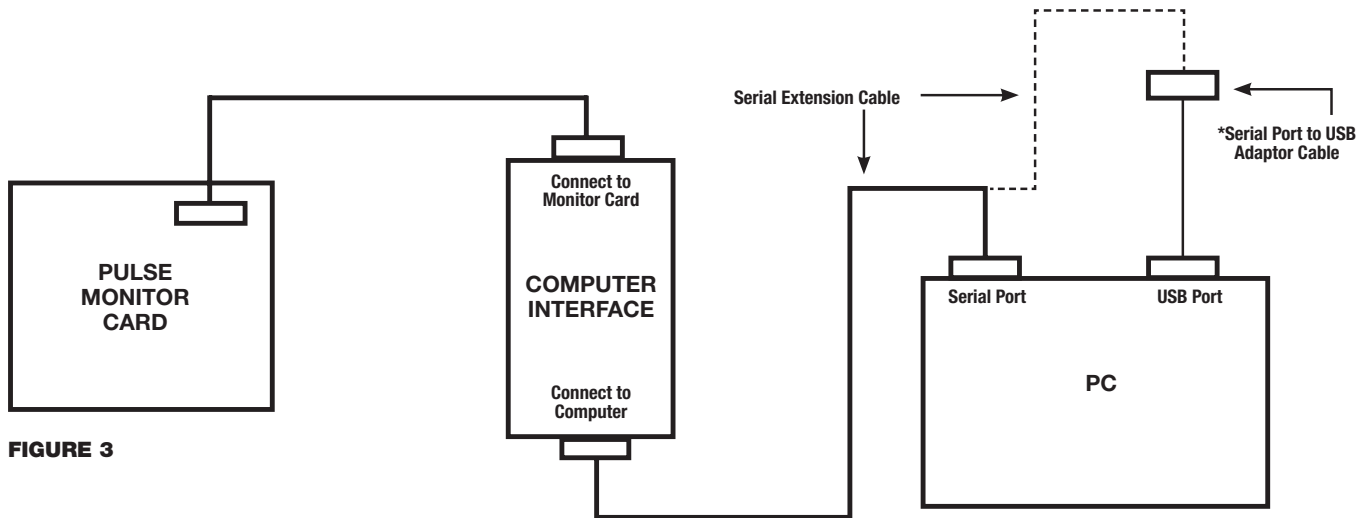 PULSE
MONITOR
CARD
FIGURE 3
Connect to
Monitor Card
COMPUTER
INTERFACE
Connect to
Computer
Serial Extension Cable
*Serial Port to USB
Adaptor Cable
Serial Port
USB Port
PC